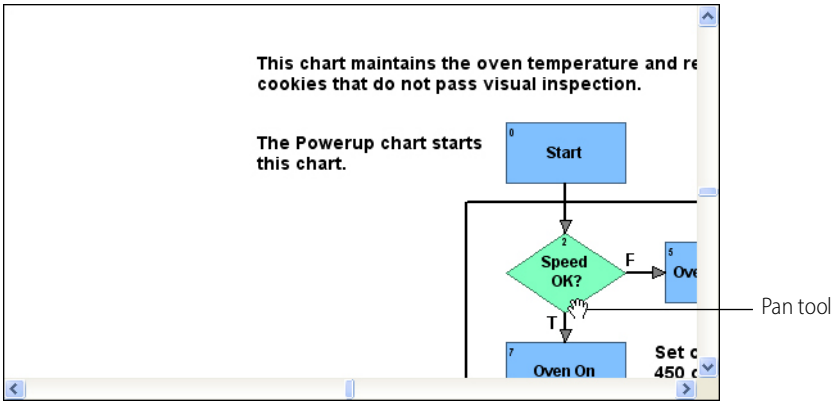 This chart maintains the oven temperature and re
cookies that do not pass visual inspection.
The Powerup chart starts
this chart.
0
Start
2
Speed
OK?
F
5
Ove
T
7
Oven On
Set
450
Pan tool